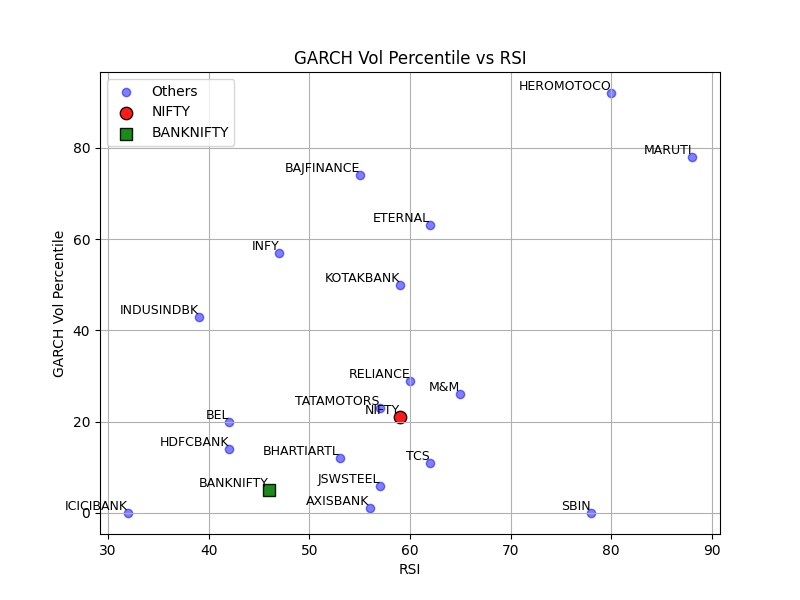 GARCH Vol Percentile vs RSI
Others
NIFTY
BANKNIFTY
HEROMOTOCO
MARUTI
BAJFINANCE
ETERNAL
INFY
KOTAKBANK
INDUSINDBK
RELIANCE
M&M
TATAMOTORS
NIFTY
BEL
HDFCBANK
BHARTIARTL
TCS
BANKNIFTY
JSWSTEEL
AXISBANK
ICICIBANK
SBIN
80
60
40
20
0
GARCH Vol Percentile
30 40 50 60 70 80 90
RSI